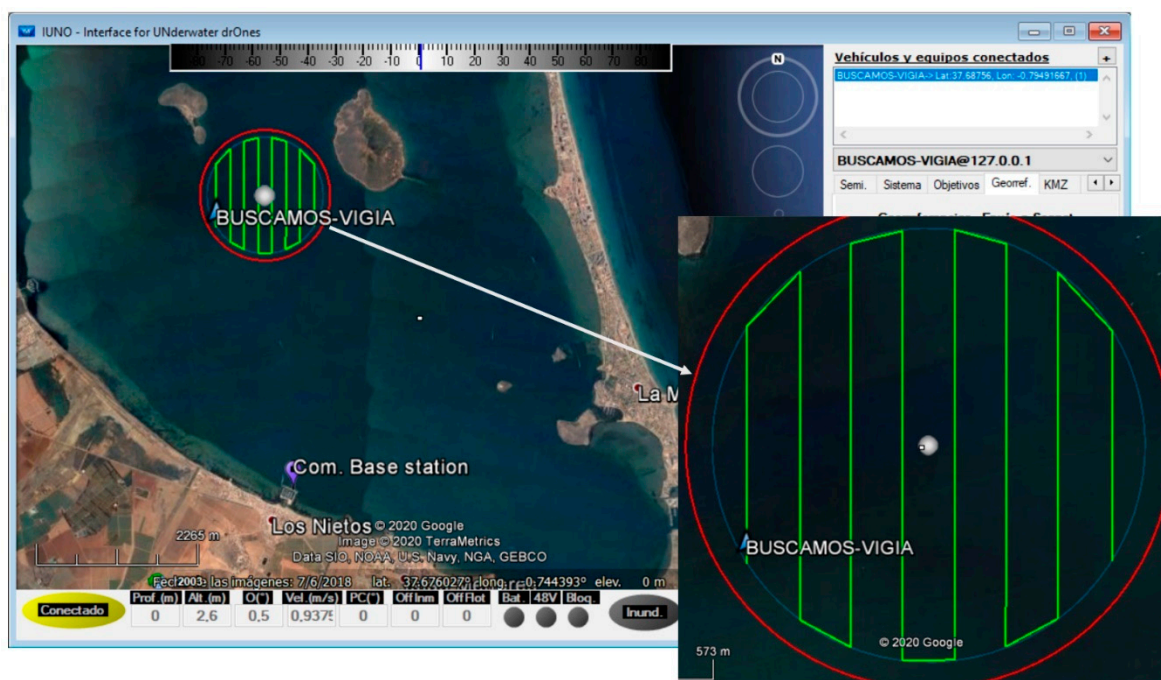 IUNO - Interface for UNderwater drOnes
-70 -60 -50 -40 -30 -20 -10 0 10 20 30 40 50 60 70 80
N
Vehículos y equipos conectados
+
BUSCAMOS-VIGIA-> Lat:37.68756, Lon: -0.79491667, (1)
BUSCAMOS-VIGIA@127.0.0.1
Semi. Sistema Objetivos Georref. KMZ
BUSCAMOS-VIGIA
La M
Com. Base station
Los Nietos
© 2020 Google
Image © 2020 TerraMetrics
Data SIO, NOAA, U.S. Navy, NGA, GEBCO
2265 m
2003
las imágenes: 7/6/2018 lat. 37.676027° long. -0.744393° elev. 0 m
Conectado
Prof.(m) Alt.(m) O(°) Vel.(m/s) PC(°) Off Inm Off Flot Bat. 48V Bloq.
0 2,6 0,5 0,9375 0 0 0
Inund.
BUSCAMOS-VIGIA
© 2020 Google
573 m